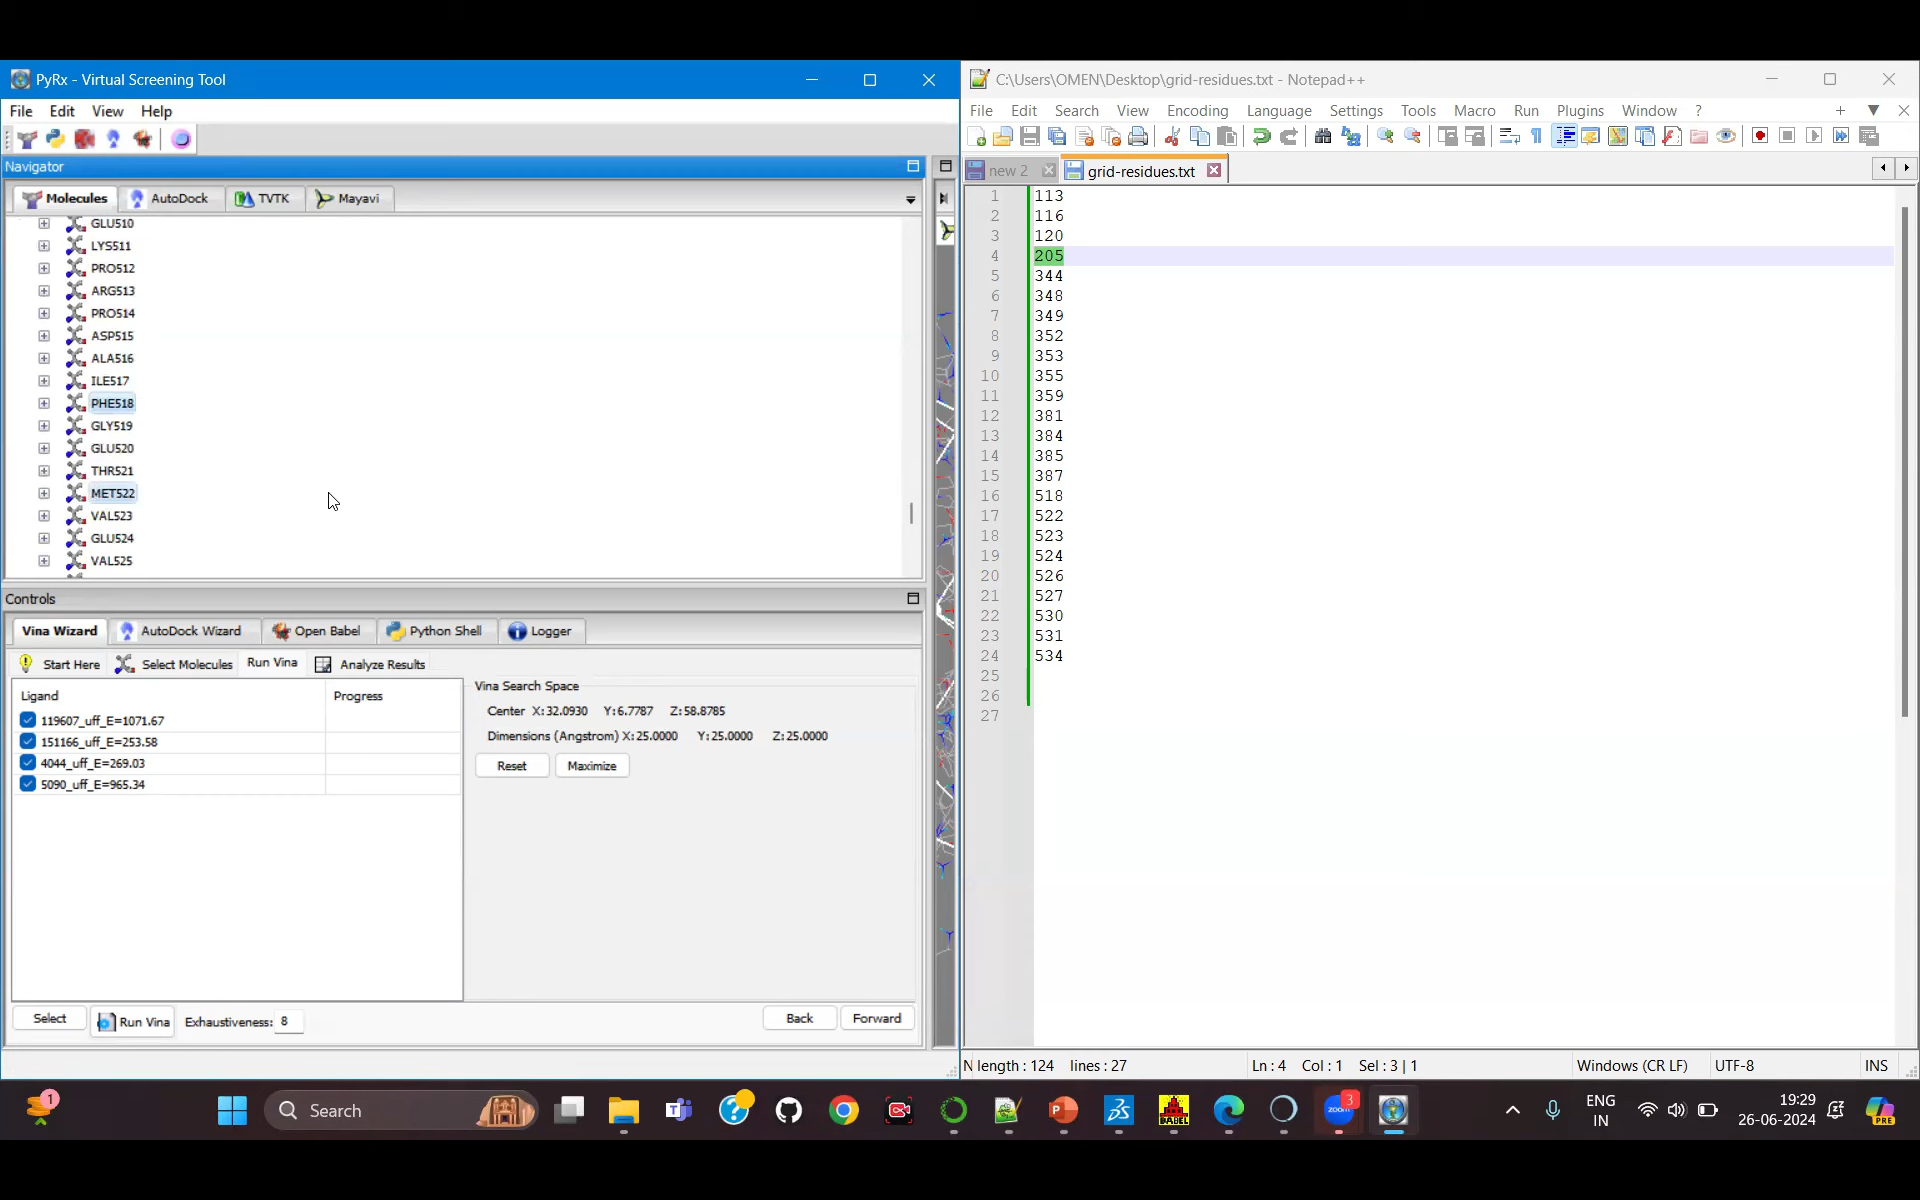 PyRx - Virtual Screening Tool
File Edit View Help
Navigator
Molecules AutoDock TVTK Mayavi
GLU510
LYS511
PRO512
ARG513
PRO514
ASP515
ALA516
ILE517
PHE518
GLY519
GLU520
THR521
MET522
VAL523
GLU524
VAL525
Controls
Vina Wizard AutoDock Wizard Open Babel Python Shell Logger
Start Here Select Molecules Run Vina Analyze Results
Ligand Progress
119607_uff_E=1071.67
151166_uff_E=253.58
4044_uff_E=269.03
5090_uff_E=965.34
Vina Search Space
Center X:32.0930 Y:6.7787 Z:58.8785
Dimensions (Angstrom) X:25.0000 Y:25.0000 Z:25.0000
Reset Maximize
Select Run Vina Exhaustiveness: 8 Back Forward
C:\Users\OMEN\Desktop\grid-residues.txt - Notepad++
File Edit Search View Encoding Language Settings Tools Macro Run Plugins Window ?
new 2 grid-residues.txt
1 113
2 116
3 120
4 205
5 344
6 348
7 349
8 352
9 353
10 355
11 359
12 381
13 384
14 385
15 387
16 518
17 522
18 523
19 524
20 526
21 527
22 530
23 531
24 534
25
26
27
N length : 124 lines : 27 Ln : 4 Col : 1 Sel : 3 | 1 Windows (CR LF) UTF-8 INS
1 Search BABEL zoom 3 ENG IN 19:29 26-06-2024 PRE